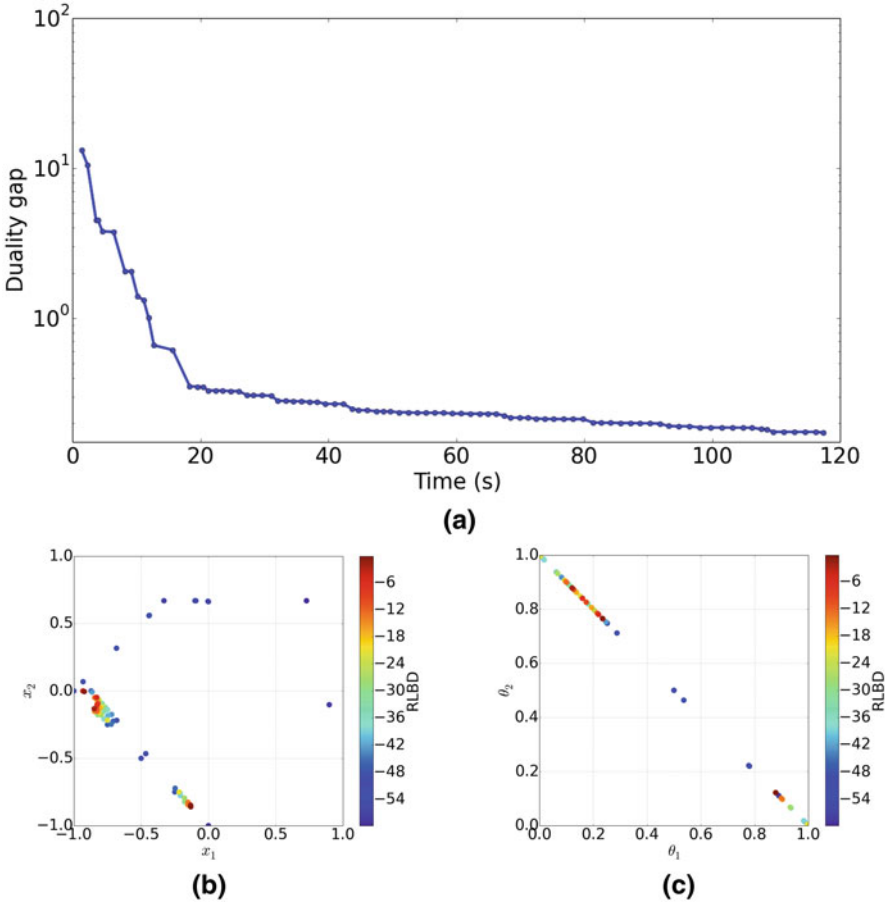 10²
10¹
10⁰
Duality gap
0 20 40 60 80 100 120
Time (s)
(a)
1.0
0.5
0.0
−0.5
−1.0
x₂
−1.0 −0.5 0.0 0.5 1.0
x₁
−6
−12
−18
−24
−30
−36
−42
−48
−54
RLBD
(b)
1.0
0.8
0.6
0.4
0.2
0.0
θ₂
0.0 0.2 0.4 0.6 0.8 1.0
θ₁
−6
−12
−18
−24
−30
−36
−42
−48
−54
RLBD
(c)